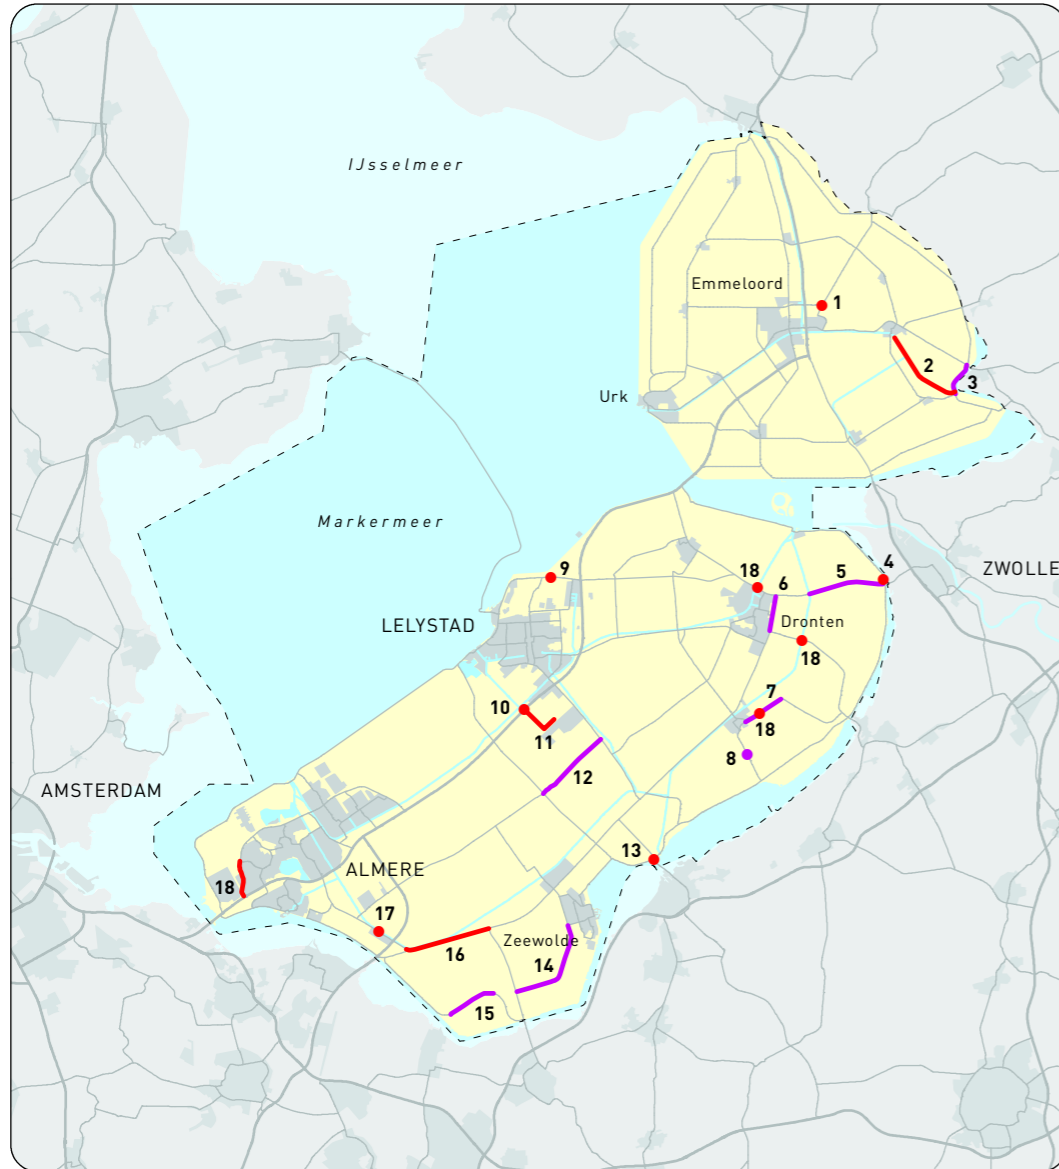 IJsselmeer
Emmeloord
1
2
3
Urk
Markermeer
9
18
6
5
4
ZWOLLE
LELYSTAD
Dronten
18
10
7
18
11
12
8
AMSTERDAM
13
ALMERE
18
17
Zeewolde
16
14
15